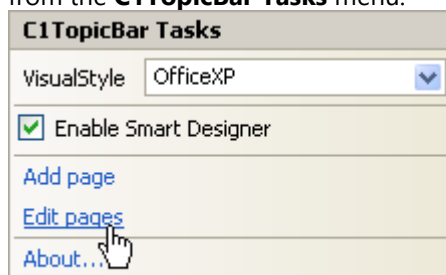 from the C1TopicBar Tasks menu.
C1TopicBar Tasks
VisualStyle OfficeXP
Enable Smart Designer
Add page
Edit pages
About...